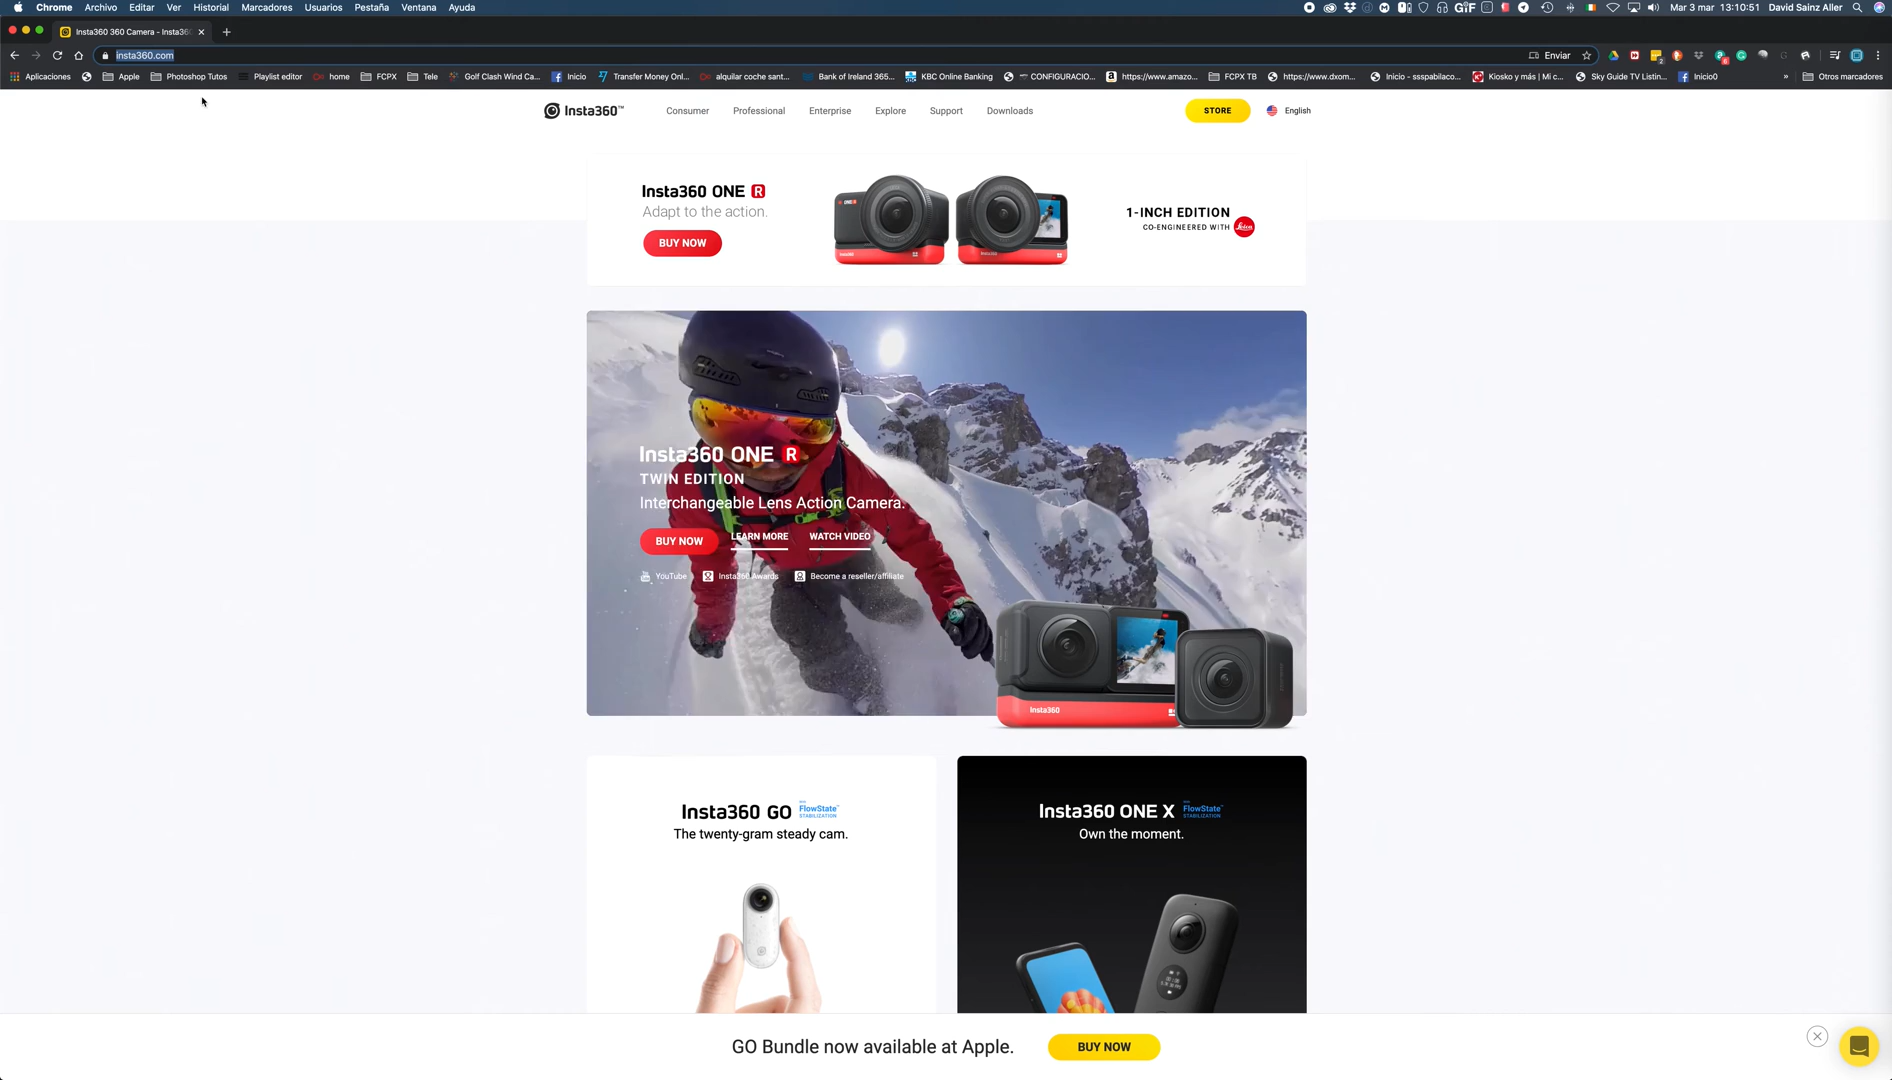 Chrome Archivo Editar Ver Historial Marcadores Usuarios Pestaña Ventana Ayuda
GIF Mar 3 mar 13:10:51 David Sainz Aller
Insta360 360 Camera - Insta36
insta360.com
Enviar
Aplicaciones Apple Photoshop Tutos Playlist editor home FCPX Tele Golf Clash Wind Ca... Inicio Transfer Money Onl... alquilar coche sant... Bank of Ireland 365... KBC Online Banking CONFIGURACIO... https://www.amazo... FCPX TB https://www.dxom... Inicio - ssspabilaco... Kiosko y más | Mi c... Sky Guide TV Listin... Inicio0 » Otros marcadores
Insta360™ Consumer Professional Enterprise Explore Support Downloads STORE English
Insta360 ONE R
Adapt to the action.
BUY NOW
1-INCH EDITION
CO-ENGINEERED WITH Leica
Insta360 ONE R
TWIN EDITION
Interchangeable Lens Action Camera.
BUY NOW LEARN MORE WATCH VIDEO
YouTube Insta360 Awards Become a reseller/affiliate
Insta360
Insta360 GO FlowState™
STABILIZATION
The twenty-gram steady cam.
Insta360 ONE X FlowState™
STABILIZATION
Own the moment.
GO Bundle now available at Apple. BUY NOW